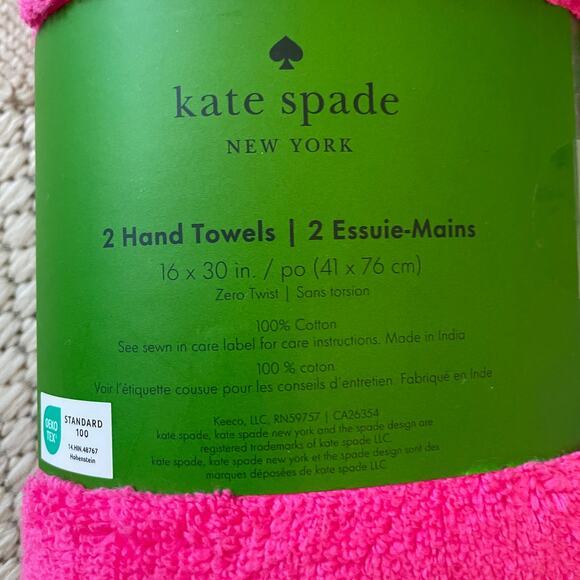 kate spade
NEW YORK
2 Hand Towels | 2 Essuie-Mains
16 x 30 in. / po (41 x 76 cm)
Zero Twist | Sans torsion
100% Cotton
See sewn in care label for care instructions. Made in India
100 % coton
Voir l'étiquette cousue pour les conseils d'entretien. Fabriqué en Inde
Keeco, LLC, RN59757 | CA26354
kate spade, kate spade new york and the spade design are
registered trademarks of kate spade LLC
kate spade, kate spade new york et the spade design sont des
marques déposées de kate spade LLC
OEKO
TEX®
STANDARD
100
14.HIN.48767
Hohenstein